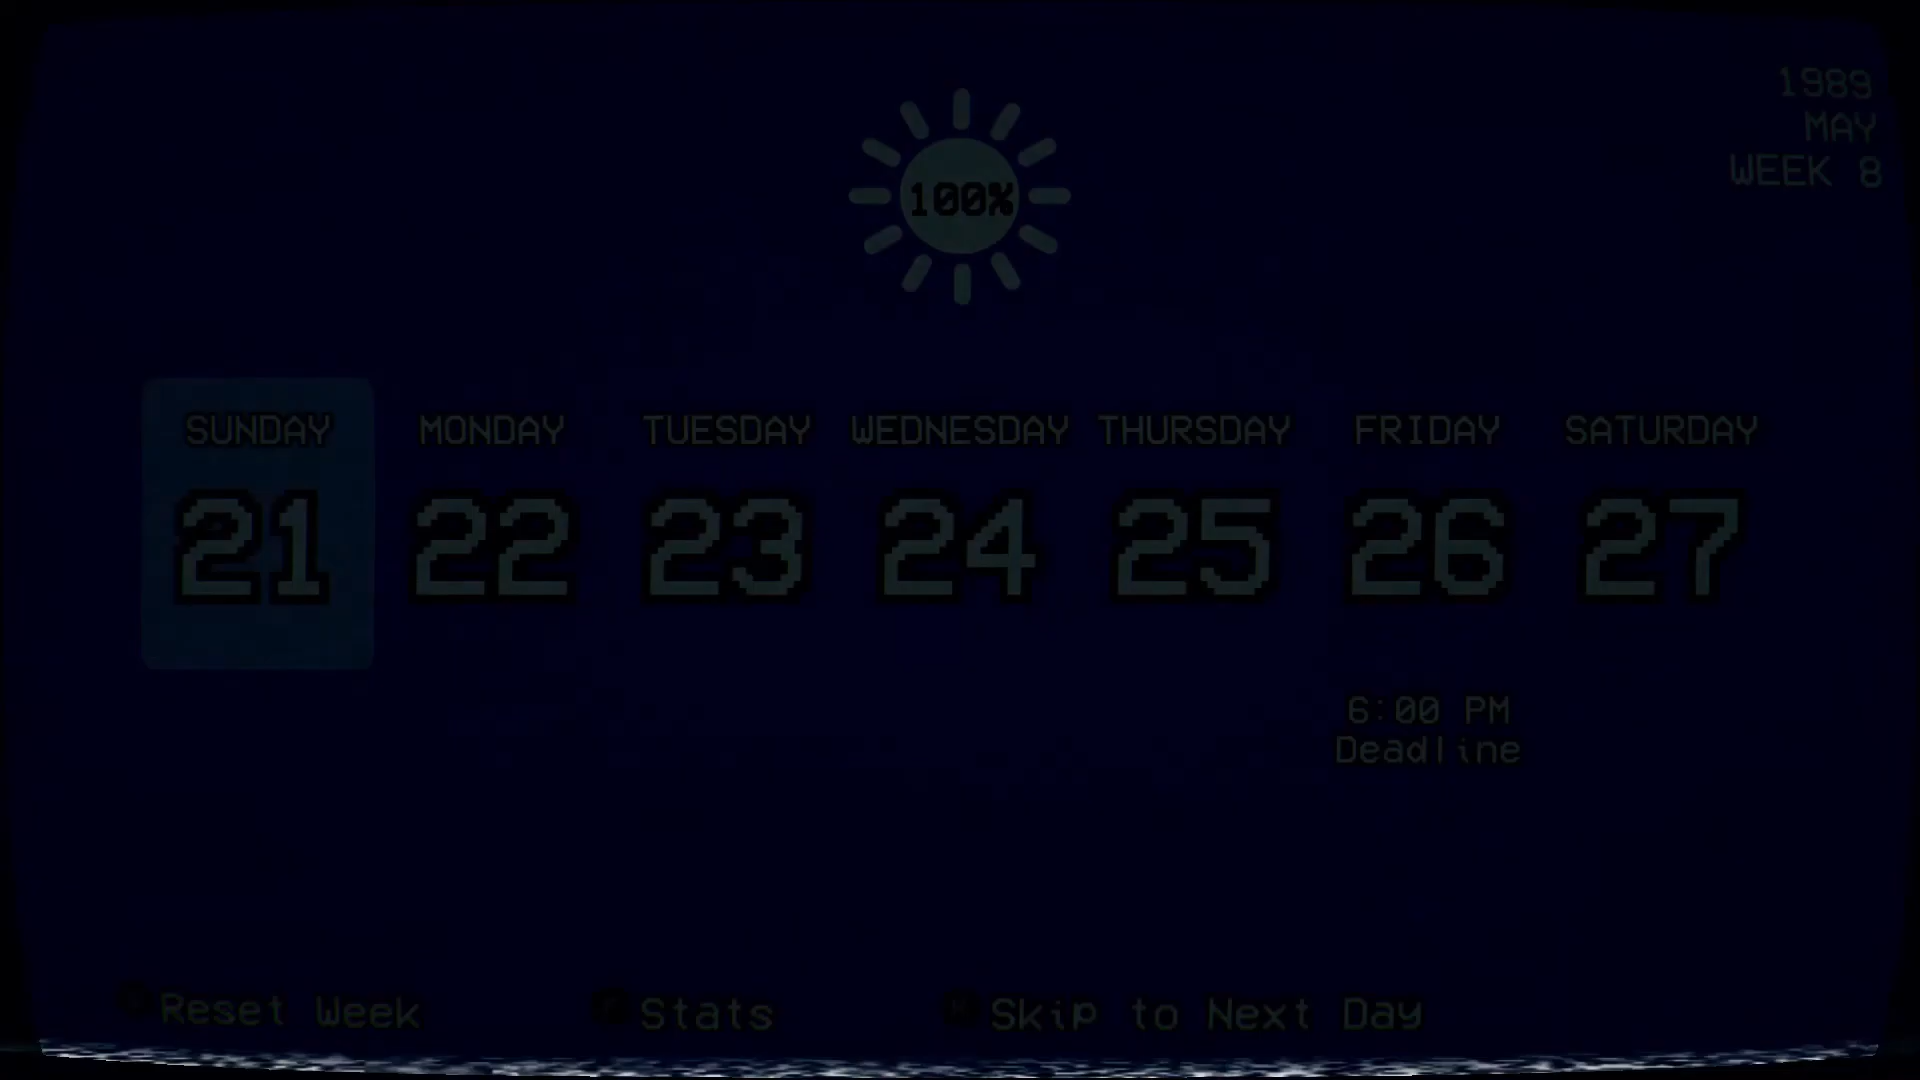 1989
MAY
WEEK 8
100%
SUNDAY MONDAY TUESDAY WEDNESDAY THURSDAY FRIDAY SATURDAY
21 22 23 24 25 26 27
6:00 PM
Deadline
Reset Week Stats Skip to Next Day